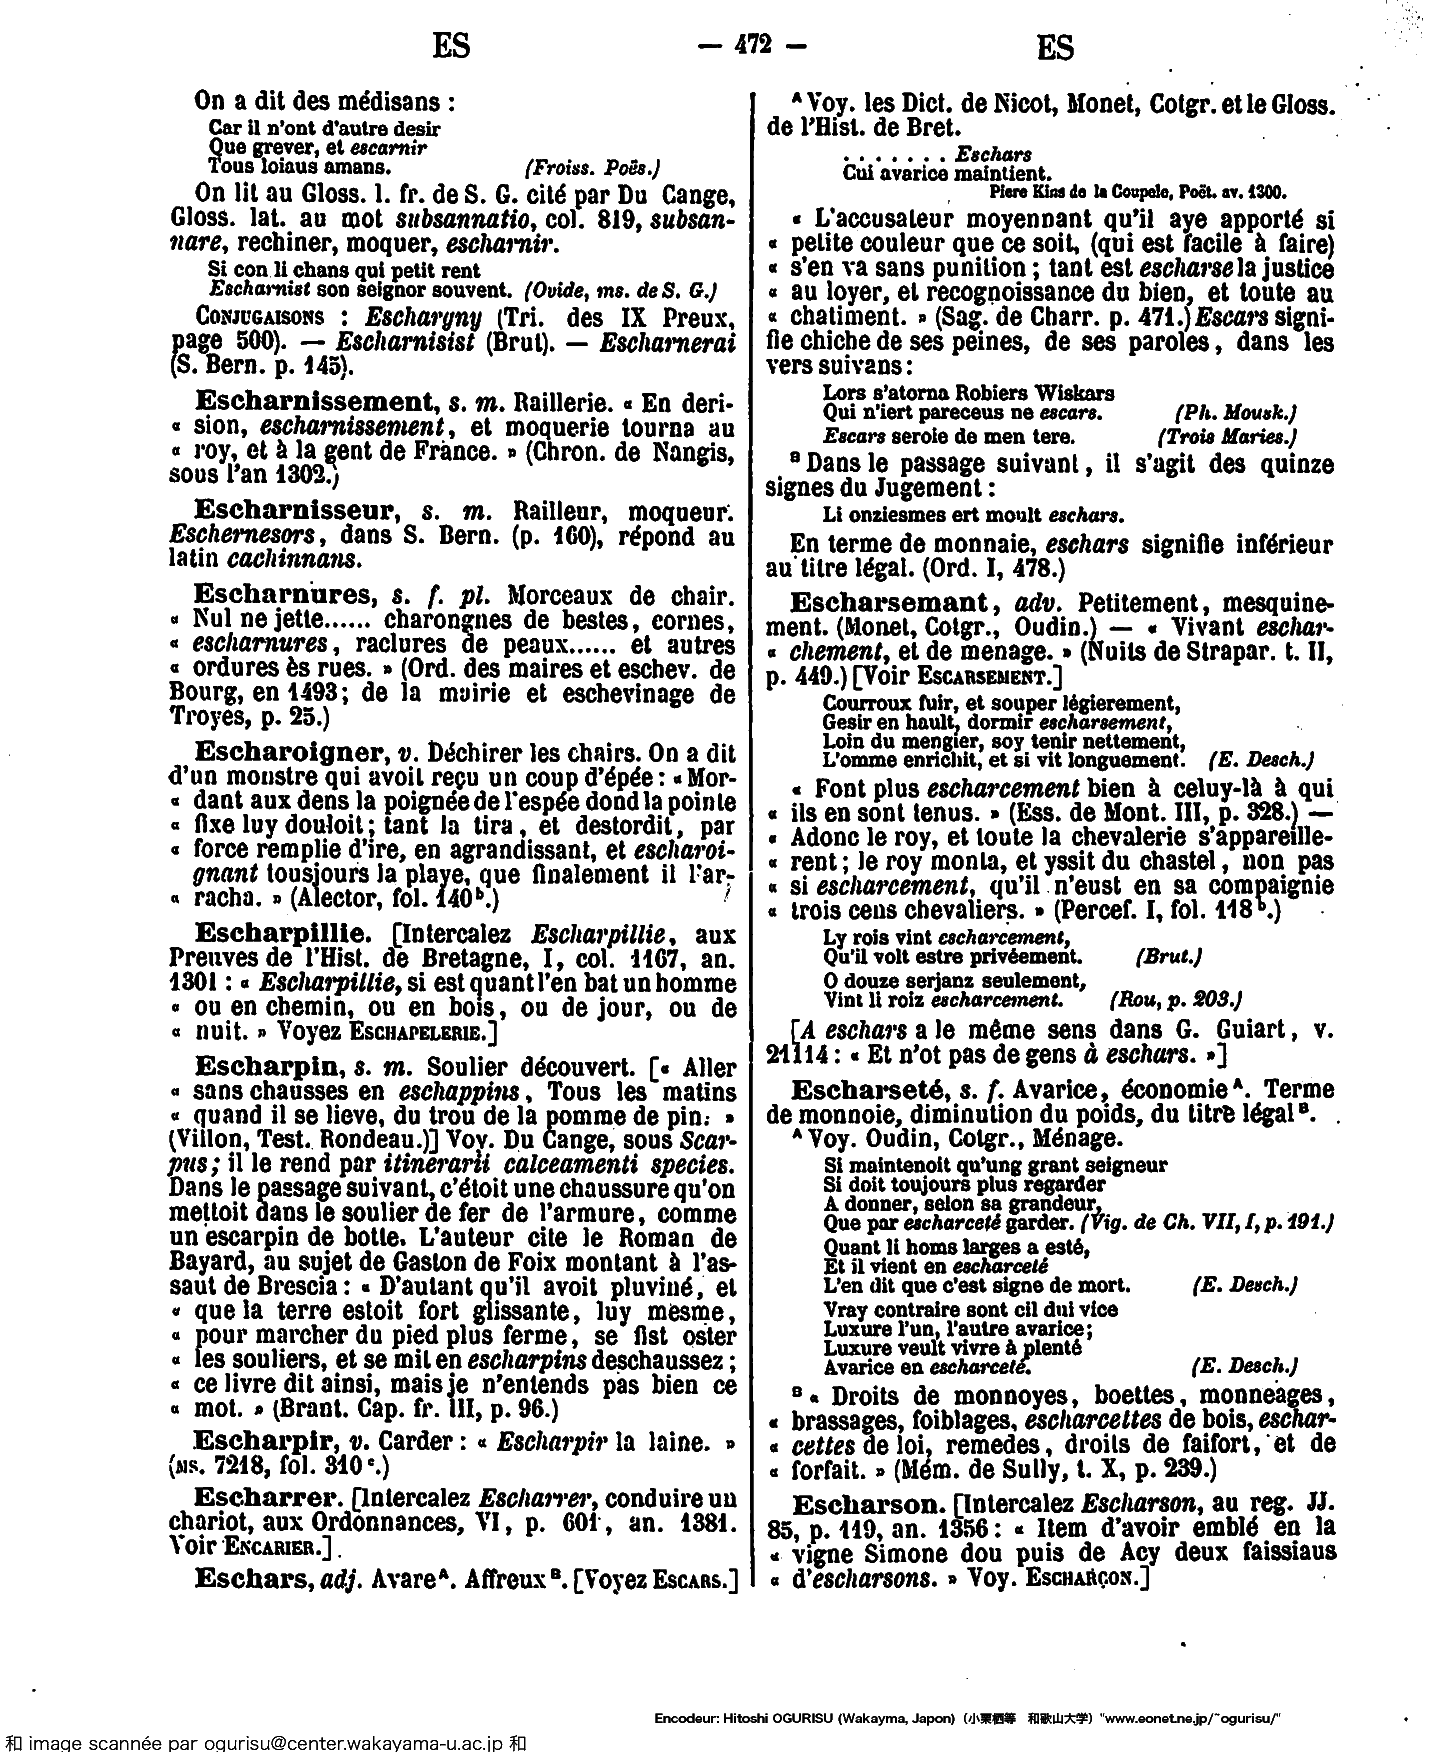 ES
— 472 —
ES
On a dit des médisans :
Car il n'ont d'autre desir
Que grever, et escarnir
Tous loiaus amans. (Froiss. Poës.)
On lit au Gloss. l. fr. de S. G. cité par Du Cange,
Gloss. lat. au mot subsannatio, col. 819, subsan-
nare, rechiner, moquer, escharnir.
Si con li chans qui petit rent
Escharnist son seignor souvent. (Ovide, ms. de S. G.)
CONJUGAISONS : Eschargny (Tri. des IX Preux,
page 500). — Escharnisist (Brut). — Escharnerai
(S. Bern. p. 145).
Escharnissement, s. m. Raillerie. « En deri-
« sion, escharnissement, et moquerie tourna au
« roy, et à la gent de France. » (Chron. de Nangis,
sous l'an 1302.)
Escharnisseur, s. m. Railleur, moqueur.
Eschernesors, dans S. Bern. (p. 160), répond au
latin cachinnans.
Escharnures, s. f. pl. Morceaux de chair.
« Nul ne jette...... charongnes de bestes, cornes,
« escharnures, raclures de peaux...... et autres
« ordures ès rues. » (Ord. des maires et eschev. de
Bourg, en 1493; de la mairie et eschevinage de
Troyes, p. 25.)
Escharoigner, v. Déchirer les chairs. On a dit
d'un monstre qui avoit reçu un coup d'épée : « Mor-
« dant aux dens la poignée de l'espée dond la pointe
« fixe luy douloit; tant la tira, et destordit, par
« force remplie d'ire, en agrandissant, et escharoi-
gnant tousjours la playe, que finalement il l'ar-
« racha. » (Alector, fol. 140ᵇ.)
Escharpillie. [Intercalez Escharpillie, aux
Preuves de l'Hist. de Bretagne, I, col. 1167, an.
1301 : « Escharpillie, si est quant l'en bat un homme
« ou en chemin, ou en bois, ou de jour, ou de
« nuit. » Voyez ESCHAPELERIE.]
Escharpin, s. m. Soulier découvert. [« Aller
« sans chausses en eschappins, Tous les matins
« quand il se lieve, du trou de la pomme de pin. »
(Villon, Test. Rondeau.)] Voy. Du Cange, sous Scar-
pus; il le rend par itinerarii calceamenti species.
Dans le passage suivant, c'étoit une chaussure qu'on
mettoit dans le soulier de fer de l'armure, comme
un escarpin de botte. L'auteur cite le Roman de
Bayard, au sujet de Gaston de Foix montant à l'as-
saut de Brescia : « D'autant qu'il avoit pluviné, et
« que la terre estoit fort glissante, luy mesme,
« pour marcher du pied plus ferme, se fist oster
« les souliers, et se mit en escharpins deschaussez ;
« ce livre dit ainsi, mais je n'entends pas bien ce
« mot. » (Brant. Cap. fr. III, p. 96.)
Escharpir, v. Carder : « Escharpir la laine. »
(MS. 7218, fol. 310ᶜ.)
Escharrer. [Intercalez Escharrer, conduire un
chariot, aux Ordonnances, VI, p. 601, an. 1381.
Voir ENCARIER.]
Eschars, adj. Avare ᴬ. Affreux ᴮ. [Voyez ESCARS.]
ᴬ Voy. les Dict. de Nicot, Monet, Cotgr. et le Gloss.
de l'Hist. de Bret.
. . . . . . . Eschars
Cui avarice maintient.
Piere Kins de la Coupele, Poët. av. 1300.
« L'accusateur moyennant qu'il aye apporté si
« petite couleur que ce soit, (qui est facile à faire)
« s'en va sans punition ; tant est escharse la justice
« au loyer, et recognoissance du bien, et toute au
« chatiment. » (Sag. de Charr. p. 471.) Escars signi-
fie chiche de ses peines, de ses paroles, dans les
vers suivans :
Lors s'atorna Robiers Wiskars
Qui n'iert pareceus ne escars. (Ph. Mousk.)
Escars seroie de men tere. (Trois Maries.)
ᴮ Dans le passage suivant, il s'agit des quinze
signes du Jugement :
Li onziesmes ert moult eschars.
En terme de monnaie, eschars signifie inférieur
au titre légal. (Ord. I, 478.)
Escharsemant, adv. Petitement, mesquine-
ment. (Monet, Cotgr., Oudin.) — « Vivant eschar-
« chement, et de menage. » (Nuits de Strapar. t. II,
p. 449.) [Voir ESCARSEMENT.]
Courroux fuir, et souper légierement,
Gesir en hault, dormir escharsement,
Loin du mengier, soy tenir nettement,
L'omme enrichit, et si vit longuement. (E. Desch.)
« Font plus escharcement bien à celuy-là à qui
« ils en sont tenus. » (Ess. de Mont. III, p. 328.) —
« Adonc le roy, et toute la chevalerie s'appareille-
« rent ; le roy monta, et yssit du chastel, non pas
« si escharcement, qu'il n'eust en sa compaignie
« trois cens chevaliers. » (Percef. I, fol. 118ᵇ.)
Ly rois vint escharcement,
Qu'il volt estre privéement. (Brut.)
O douze serjanz seulement,
Vint li roiz escharcement. (Rou, p. 203.)
[A eschars a le même sens dans G. Guiart, v.
21114 : « Et n'ot pas de gens à eschars. »]
Escharseté, s. f. Avarice, économie ᴬ. Terme
de monnoie, diminution du poids, du titre légal ᴮ.
ᴬ Voy. Oudin, Cotgr., Ménage.
Si maintenoit qu'ung grant seigneur
Si doit toujours plus regarder
A donner, selon sa grandeur,
Que par escharceté garder. (Vig. de Ch. VII, I, p. 191.)
Quant li homs larges a esté,
Et il vient en escharceté
L'en dit que c'est signe de mort. (E. Desch.)
Vray contraire sont cil dui vice
Luxure l'un, l'autre avarice;
Luxure veult vivre à plenté
Avarice en escharceté. (E. Desch.)
ᴮ « Droits de monnoyes, boettes, monneages,
« brassages, foiblages, escharcettes de bois, eschar-
« cettes de loi, remedes, droits de faifort, et de
« forfait. » (Mém. de Sully, t. X, p. 239.)
Escharson. [Intercalez Escharson, au reg. JJ.
85, p. 119, an. 1356 : « Item d'avoir emblé en la
« vigne Simone dou puis de Acy deux faissiaus
« d'escharsons. » Voy. ESCHARÇON.]
Encodeur: Hitoshi OGURISU (Wakayma, Japon) (小栗栖等 和歌山大学) "www.eonet.ne.jp/~ogurisu/"
和 image scannée par ogurisu@center.wakayama-u.ac.jp 和